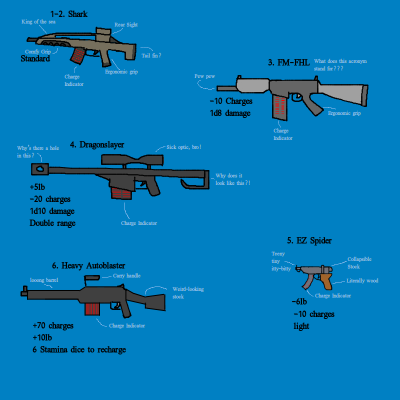 1-2. Shark
King of the sea
Rose Sight
Comfy Grip
Standard
Tail fin?
Charge
Indicator
Ergonomic grip
3. FM-FHL
What does this acronym
stand for???
Pew pew
-10 Charges
1d8 damage
Ergonomic grip
Charge
Indicator
4. Dragonslayer
Why's there a hole
in this?
Sick optic, bro!
Why does it
look like this?!
+5lb
-20 charges
1d10 damage
Double range
Charge Indicator
5. EZ Spider
Teeny
tiny
itty-bitty
Collapsible
Stock
Literally wood
Charge Indicator
-6lb
-10 charges
light
6. Heavy Autoblaster
Carry handle
looong barrel
Weird-looking
stock
+70 charges
+10lb
Charge Indicator
6 Stamina dice to recharge